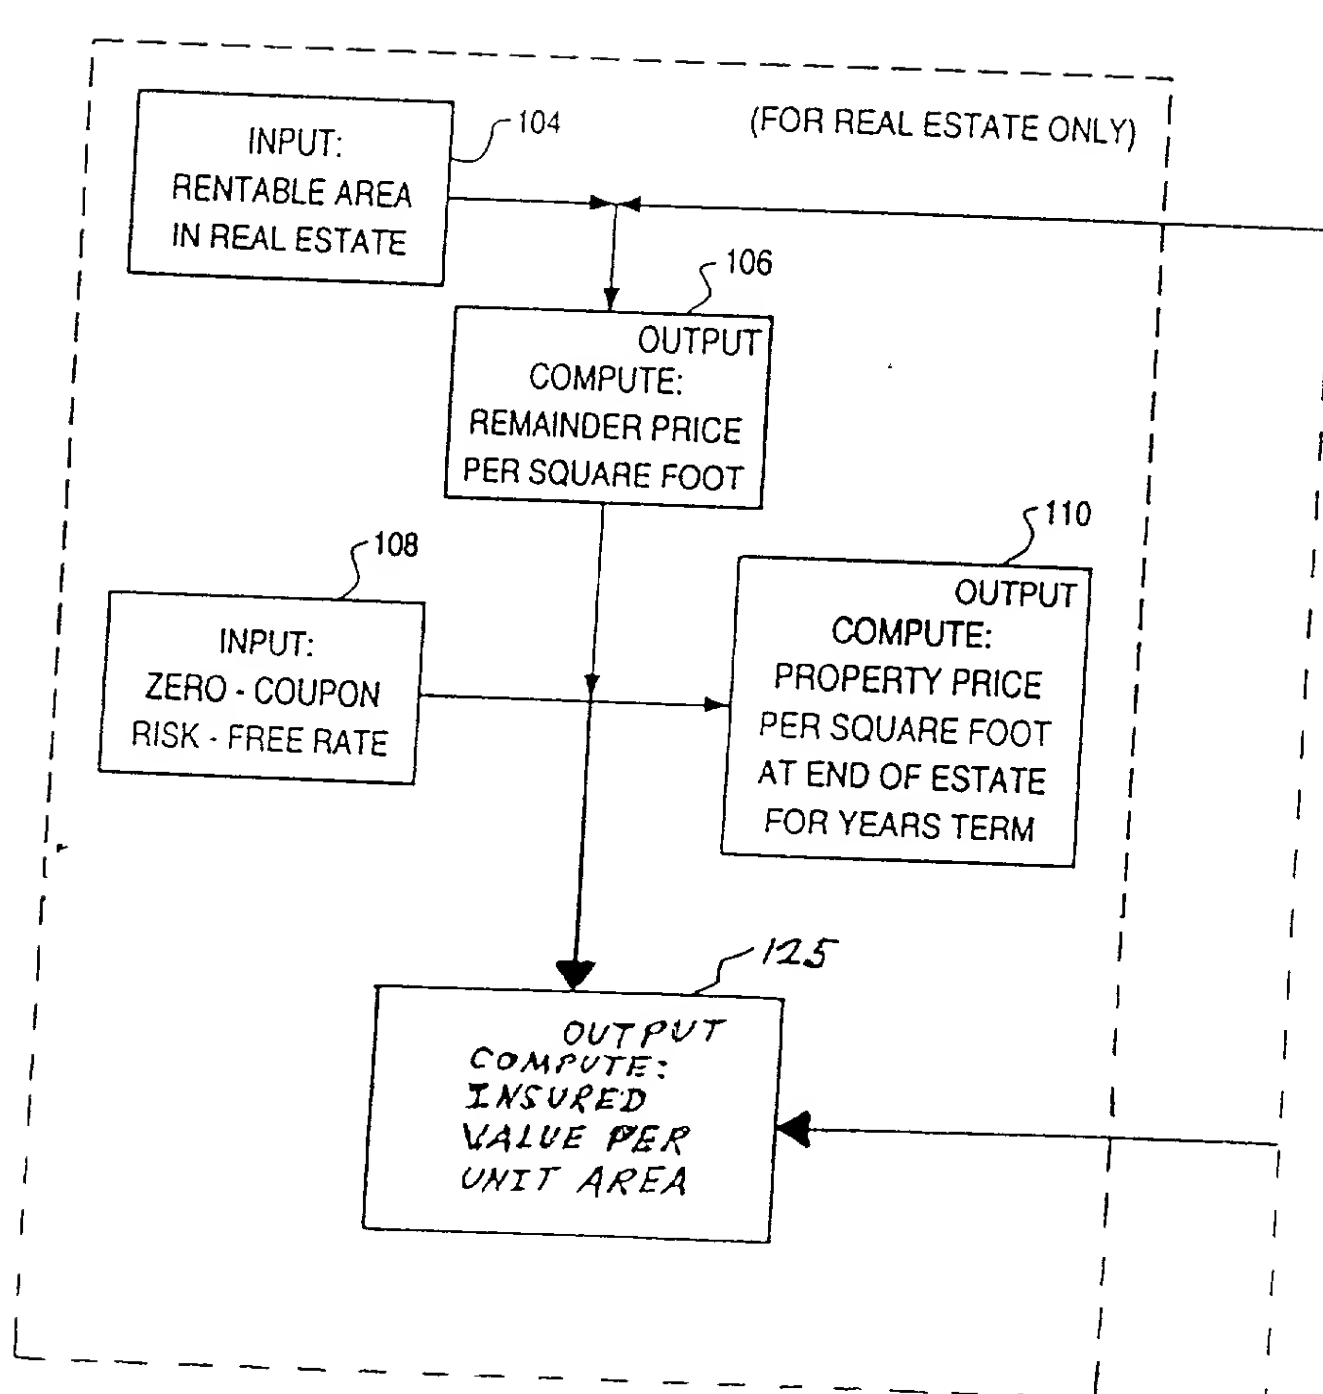 (FOR REAL ESTATE ONLY)
104
INPUT:
RENTABLE AREA
IN REAL ESTATE
106
OUTPUT
COMPUTE:
REMAINDER PRICE
PER SQUARE FOOT
108
INPUT:
ZERO - COUPON
RISK - FREE RATE
110
OUTPUT
COMPUTE:
PROPERTY PRICE
PER SQUARE FOOT
AT END OF ESTATE
FOR YEARS TERM
125
OUTPUT
COMPUTE:
INSURED
VALUE PER
UNIT AREA